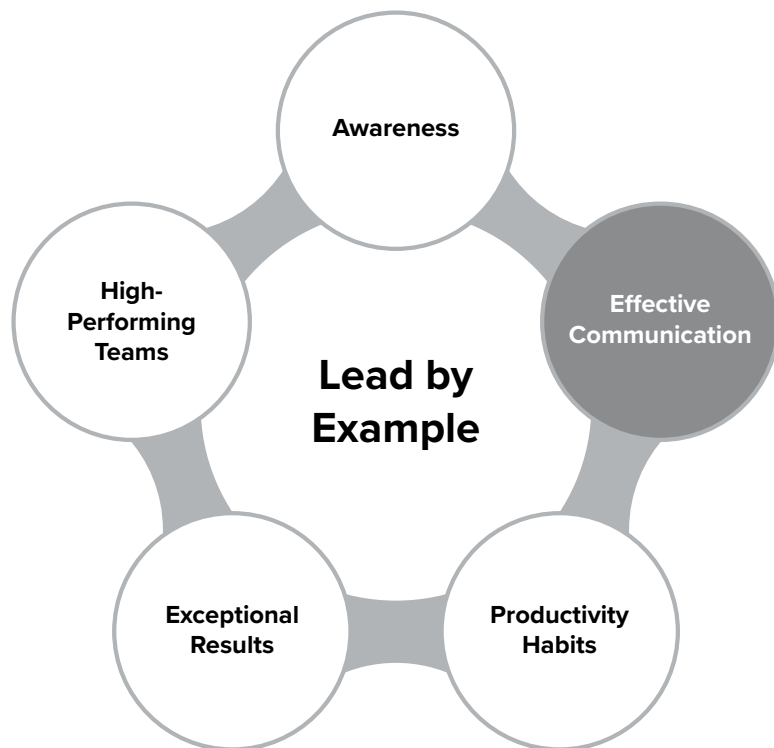 Awareness
Effective
Communication
High-
Performing
Teams
Lead by
Example
Exceptional
Results
Productivity
Habits